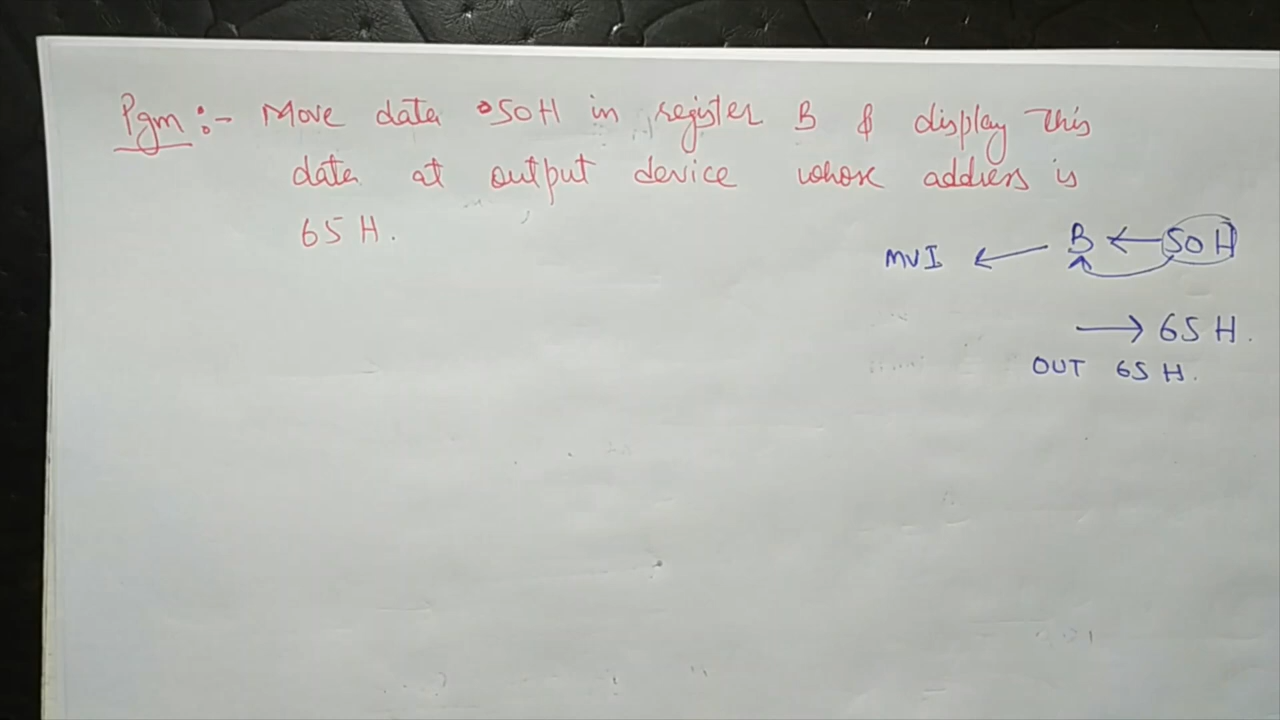 Pgm :- Move data 50H in register B & display this
data at output device whose address is
65 H.
MVI ← B ← 50 H
→ 65 H.
OUT 65 H.